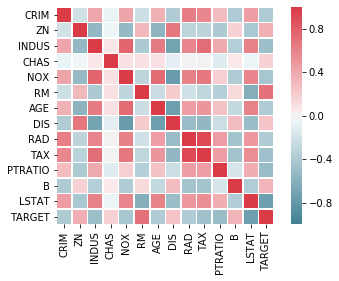 CRIM
ZN
INDUS
CHAS
NOX
RM
AGE
DIS
RAD
TAX
PTRATIO
B
LSTAT
TARGET
CRIM
ZN
INDUS
CHAS
NOX
RM
AGE
DIS
RAD
TAX
PTRATIO
B
LSTAT
TARGET
0.8
0.4
0.0
−0.4
−0.8